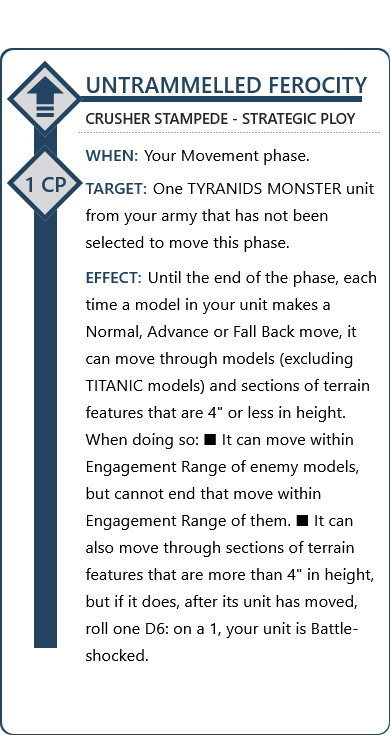 UNTRAMMELLED FEROCITY
CRUSHER STAMPEDE - STRATEGIC PLOY
WHEN: Your Movement phase.
1 CP
TARGET: One TYRANIDS MONSTER unit
from your army that has not been
selected to move this phase.
EFFECT: Until the end of the phase, each
time a model in your unit makes a
Normal, Advance or Fall Back move, it
can move through models (excluding
TITANIC models) and sections of terrain
features that are 4" or less in height.
When doing so: ■ It can move within
Engagement Range of enemy models,
but cannot end that move within
Engagement Range of them. ■ It can
also move through sections of terrain
features that are more than 4" in height,
but if it does, after its unit has moved,
roll one D6: on a 1, your unit is Battle-
shocked.